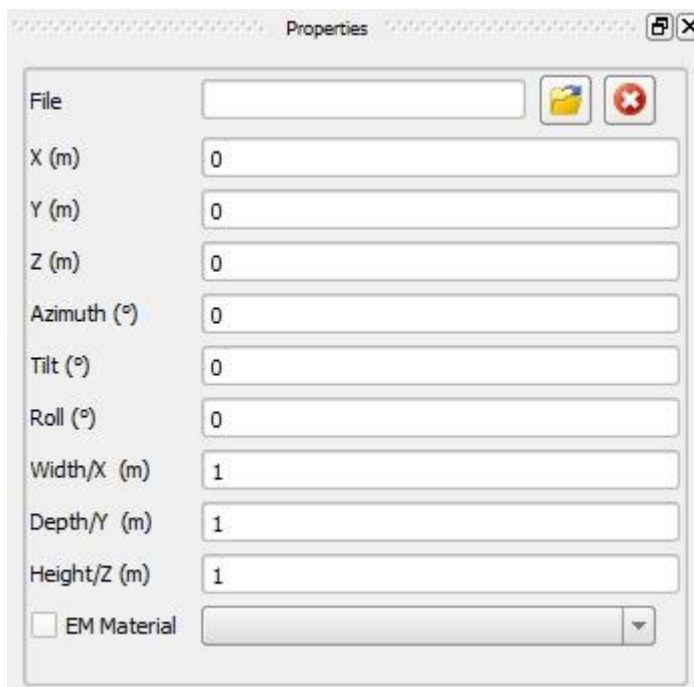 Properties
File
X (m) 0
Y (m) 0
Z (m) 0
Azimuth (º) 0
Tilt (º) 0
Roll (º) 0
Width/X (m) 1
Depth/Y (m) 1
Height/Z (m) 1
EM Material